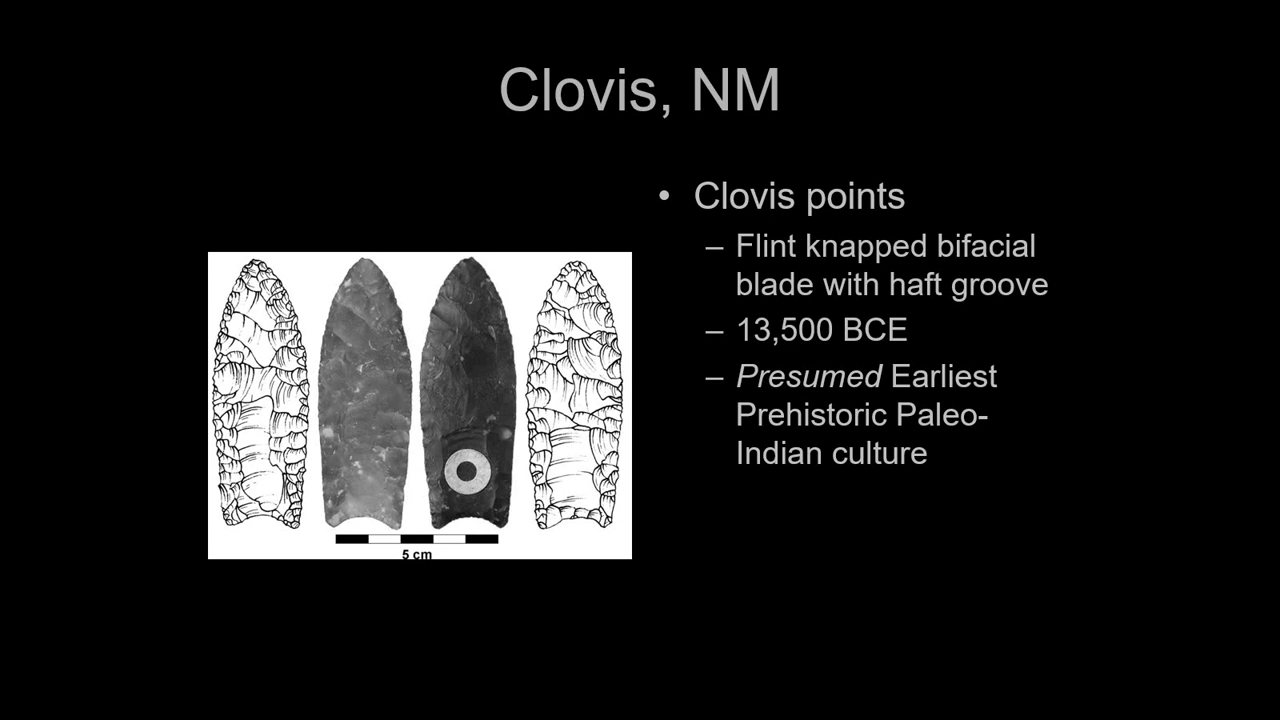 Clovis, NM
• Clovis points
– Flint knapped bifacial
blade with haft groove
– 13,500 BCE
– Presumed Earliest
Prehistoric Paleo-
Indian culture
5 cm